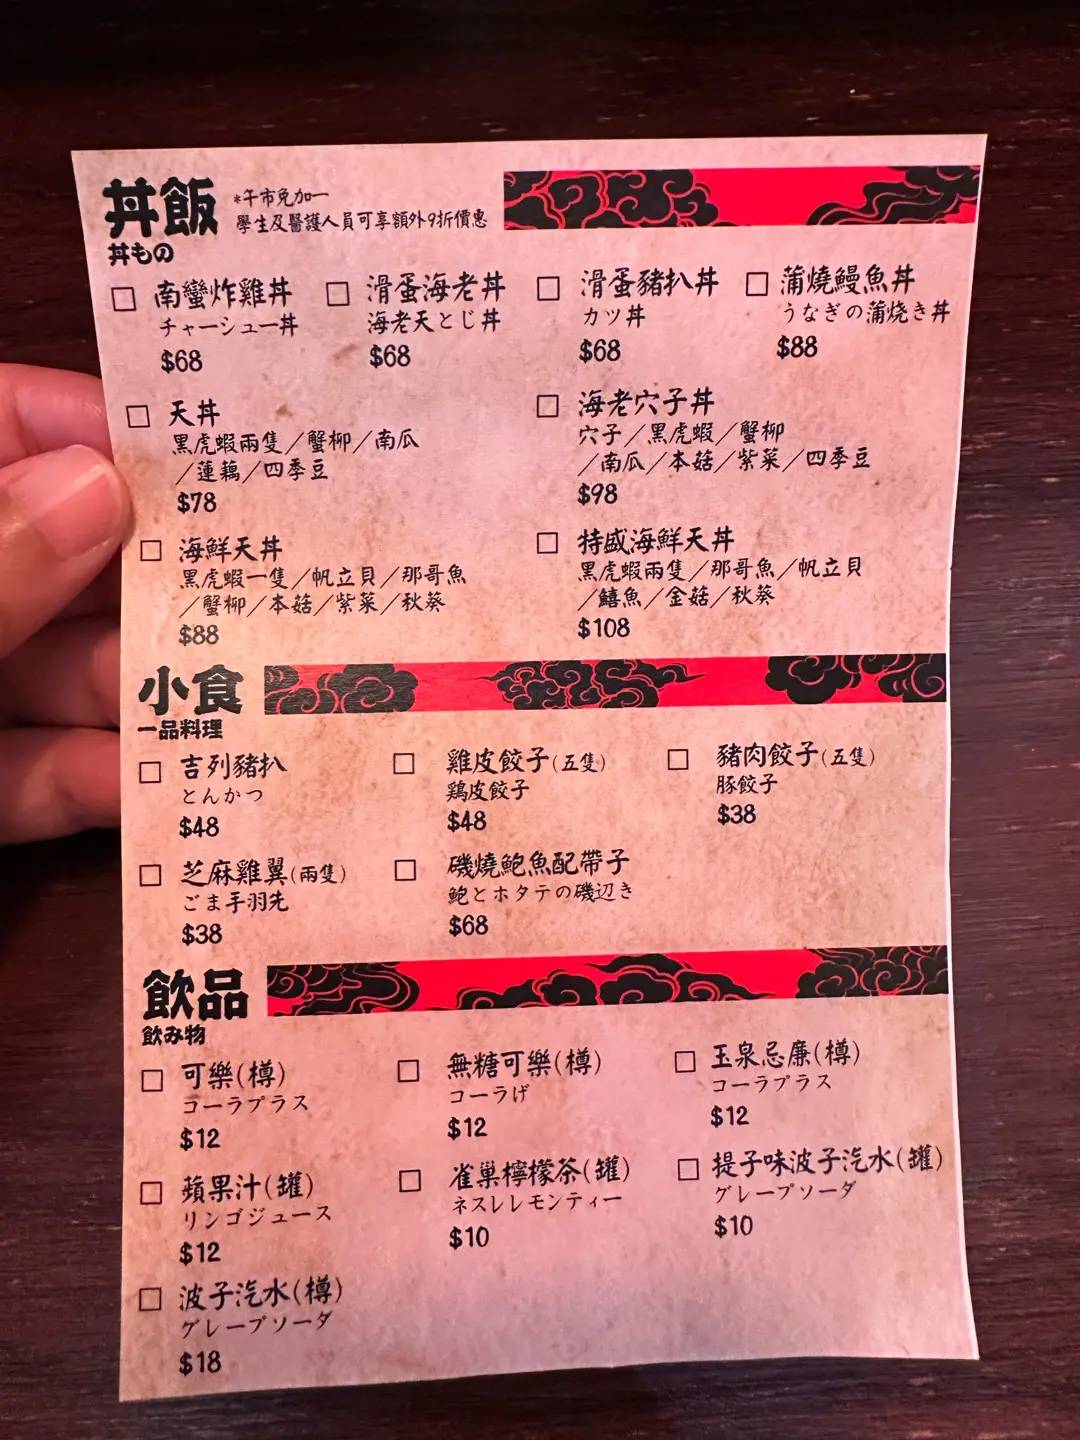 丼飯
*午市免加一
學生及醫護人員可享額外9折價惠
丼もの
南蠻炸雞丼
チャーシュー丼
$68
滑蛋海老丼
海老天とじ丼
$68
滑蛋豬扒丼
カツ丼
$68
蒲燒鰻魚丼
うなぎの蒲焼き丼
$88
天丼
黑虎蝦兩隻／蟹柳／南瓜
／蓮藕／四季豆
$78
海老穴子丼
穴子／黑虎蝦／蟹柳
／南瓜／本菇／紫菜／四季豆
$98
海鮮天丼
黑虎蝦一隻／帆立貝／那哥魚
／蟹柳／本菇／紫菜／秋葵
$88
特盛海鮮天丼
黑虎蝦兩隻／那哥魚／帆立貝
／鱚魚／金菇／秋葵
$108
小食
一品料理
吉列豬扒
とんかつ
$48
雞皮餃子(五隻)
鶏皮餃子
$48
豬肉餃子(五隻)
豚餃子
$38
芝麻雞翼(兩隻)
ごま手羽先
$38
磯燒鮑魚配帶子
鮑とホタテの磯辺き
$68
飲品
飲み物
可樂(樽)
コーラプラス
$12
無糖可樂(樽)
コーラげ
$12
玉泉忌廉(樽)
コーラプラス
$12
蘋果汁(罐)
リンゴジュース
$12
雀巢檸檬茶(罐)
ネスレレモンティー
$10
提子味波子汽水(罐)
グレープソーダ
$10
波子汽水(樽)
グレープソーダ
$18